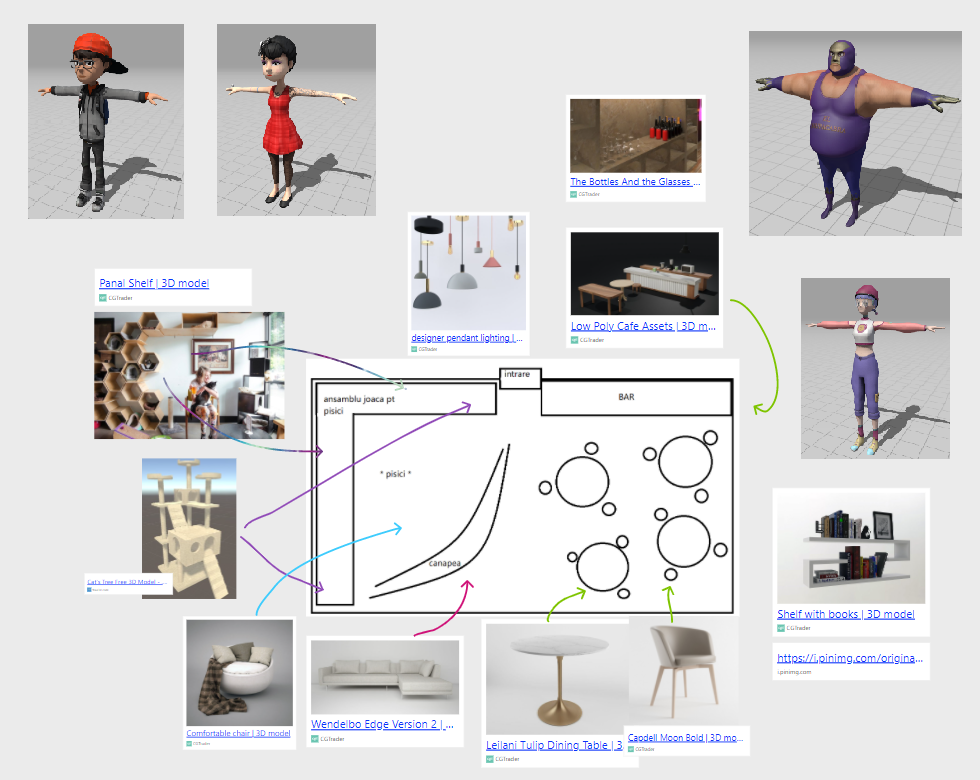 The Bottles And the Glasses ...
CGTrader
Panal Shelf | 3D model
CGTrader
designer pendant lighting |...
CGTrader
Low Poly Cafe Assets | 3D m...
CGTrader
intrare
ansamblu joaca pt
pisici
BAR
* pisici *
canapea
Cat's Tree Free 3D Model - ...
Shelf with books | 3D model
CGTrader
https://i.pinimg.com/origina...
i.pinimg.com
Comfortable chair | 3D model
CGTrader
Wendelbo Edge Version 2 | ...
CGTrader
Leilani Tulip Dining Table | 3
CGTrader
Capdell Moon Bold | 3D mo...
CGTrader